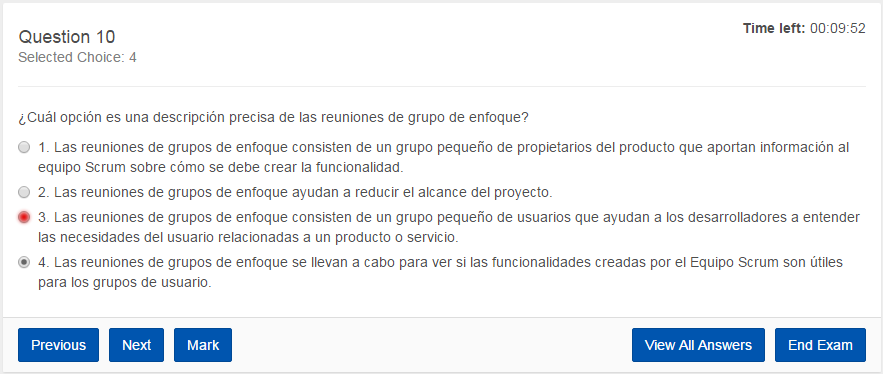 Question 10
Time left: 00:09:52
Selected Choice: 4
¿Cuál opción es una descripción precisa de las reuniones de grupo de enfoque?
1. Las reuniones de grupos de enfoque consisten de un grupo pequeño de propietarios del producto que aportan información al
equipo Scrum sobre cómo se debe crear la funcionalidad.
2. Las reuniones de grupos de enfoque ayudan a reducir el alcance del proyecto.
3. Las reuniones de grupos de enfoque consisten de un grupo pequeño de usuarios que ayudan a los desarrolladores a entender
las necesidades del usuario relacionadas a un producto o servicio.
4. Las reuniones de grupos de enfoque se llevan a cabo para ver si las funcionalidades creadas por el Equipo Scrum son útiles
para los grupos de usuario.
Previous Next Mark View All Answers End Exam